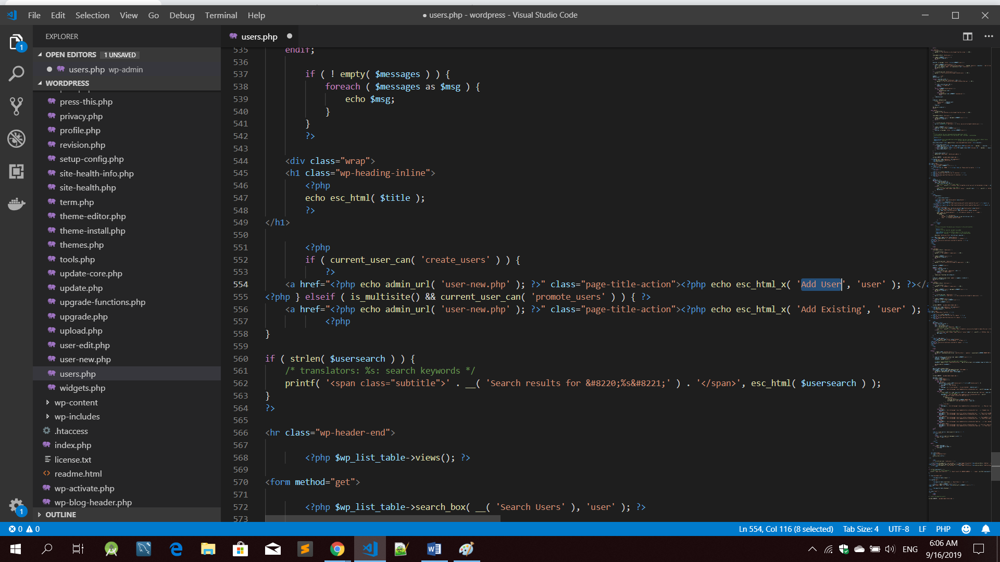 File Edit Selection View Go Debug Terminal Help
● users.php - wordpress - Visual Studio Code
EXPLORER
OPEN EDITORS 1 UNSAVED
users.php wp-admin
WORDPRESS
press-this.php
privacy.php
profile.php
revision.php
setup-config.php
site-health-info.php
site-health.php
term.php
theme-editor.php
theme-install.php
themes.php
tools.php
update-core.php
update.php
upgrade-functions.php
upgrade.php
upload.php
user-edit.php
user-new.php
users.php
widgets.php
wp-content
wp-includes
.htaccess
index.php
license.txt
readme.html
wp-activate.php
wp-blog-header.php
OUTLINE
1
1
users.php
535 endif;
536
537 if ( ! empty( $messages ) ) {
538 foreach ( $messages as $msg ) {
539 echo $msg;
540 }
541 }
542 ?>
543
544 <div class="wrap">
545 <h1 class="wp-heading-inline">
546 <?php
547 echo esc_html( $title );
548 ?>
549 </h1>
550
551 <?php
552 if ( current_user_can( 'create_users' ) ) {
553 ?>
554 <a href="<?php echo admin_url( 'user-new.php' ); ?>" class="page-title-action"><?php echo esc_html_x( 'Add User', 'user' ); ?></a
555 <?php } elseif ( is_multisite() && current_user_can( 'promote_users' ) ) { ?>
556 <a href="<?php echo admin_url( 'user-new.php' ); ?>" class="page-title-action"><?php echo esc_html_x( 'Add Existing', 'user' );
557 <?php
558 }
559
560 if ( strlen( $usersearch ) ) {
561 /* translators: %s: search keywords */
562 printf( '<span class="subtitle">' . __( 'Search results for &#8220;%s&#8221;' ) . '</span>', esc_html( $usersearch ) );
563 }
564 ?>
565
566 <hr class="wp-header-end">
567
568 <?php $wp_list_table->views(); ?>
569
570 <form method="get">
571
572 <?php $wp_list_table->search_box( __( 'Search Users' ), 'user' ); ?>
573
0 0
Ln 554, Col 116 (8 selected) Tab Size: 4 UTF-8 LF PHP
ENG
6:06 AM
9/16/2019